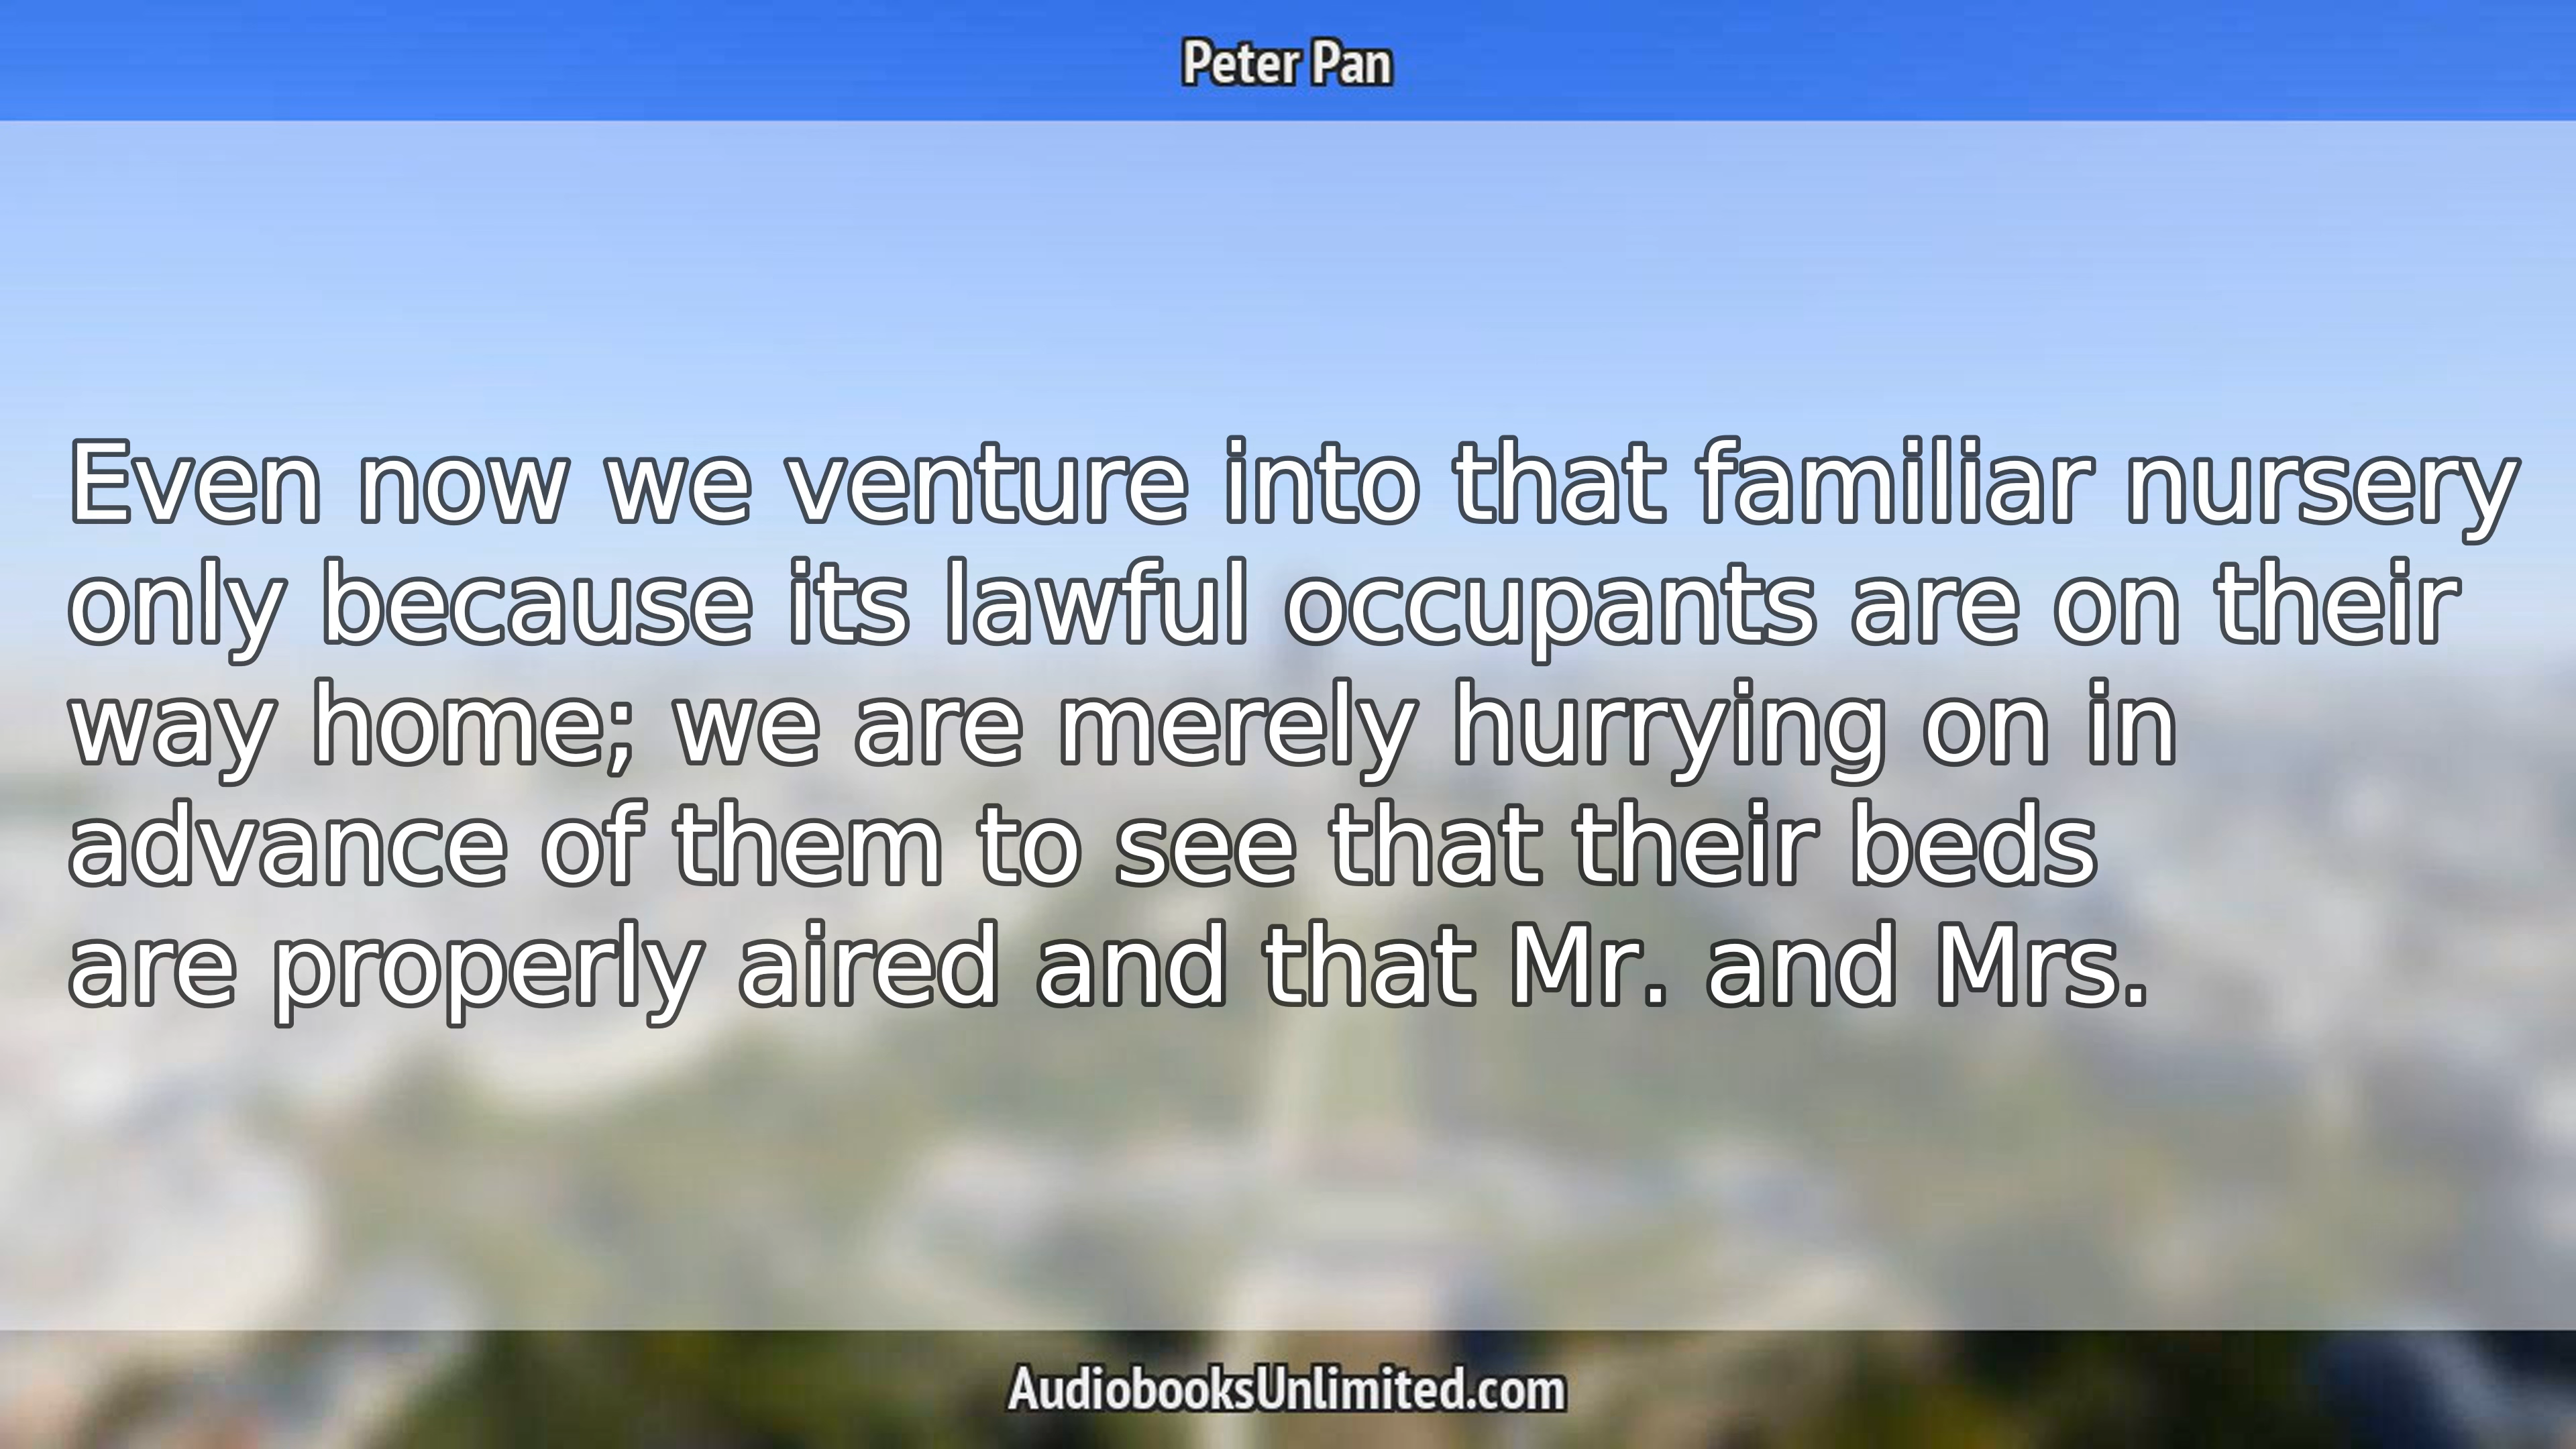 Peter Pan
Even now we venture into that familiar nursery
only because its lawful occupants are on their
way home; we are merely hurrying on in
advance of them to see that their beds
are properly aired and that Mr. and Mrs.
AudiobooksUnlimited.com